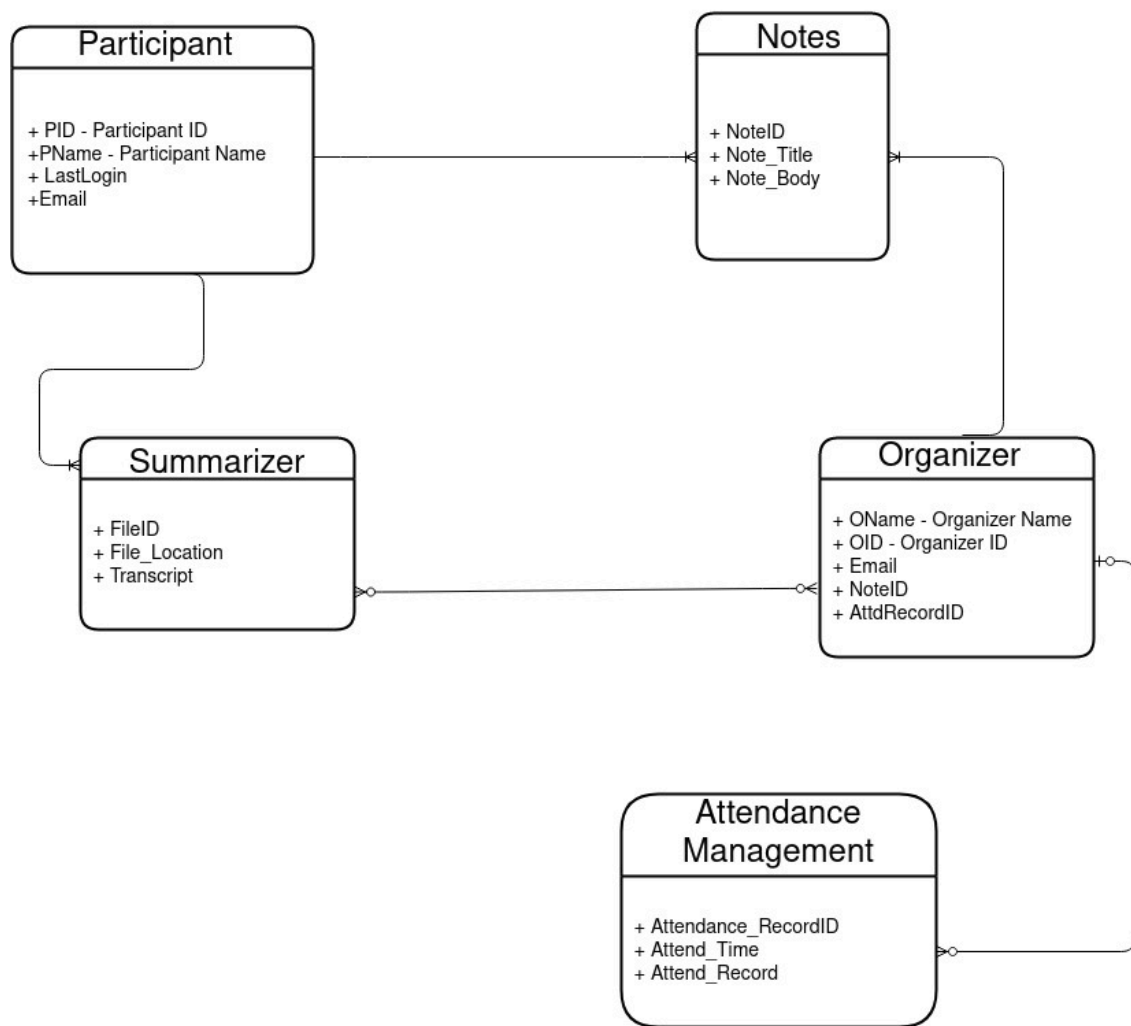 Participant
+ PID - Participant ID
+PName - Participant Name
+ LastLogin
+Email
Notes
+ NoteID
+ Note_Title
+ Note_Body
Summarizer
+ FileID
+ File_Location
+ Transcript
Organizer
+ OName - Organizer Name
+ OID - Organizer ID
+ Email
+ NoteID
+ AttdRecordID
Attendance
Management
+ Attendance_RecordID
+ Attend_Time
+ Attend_Record